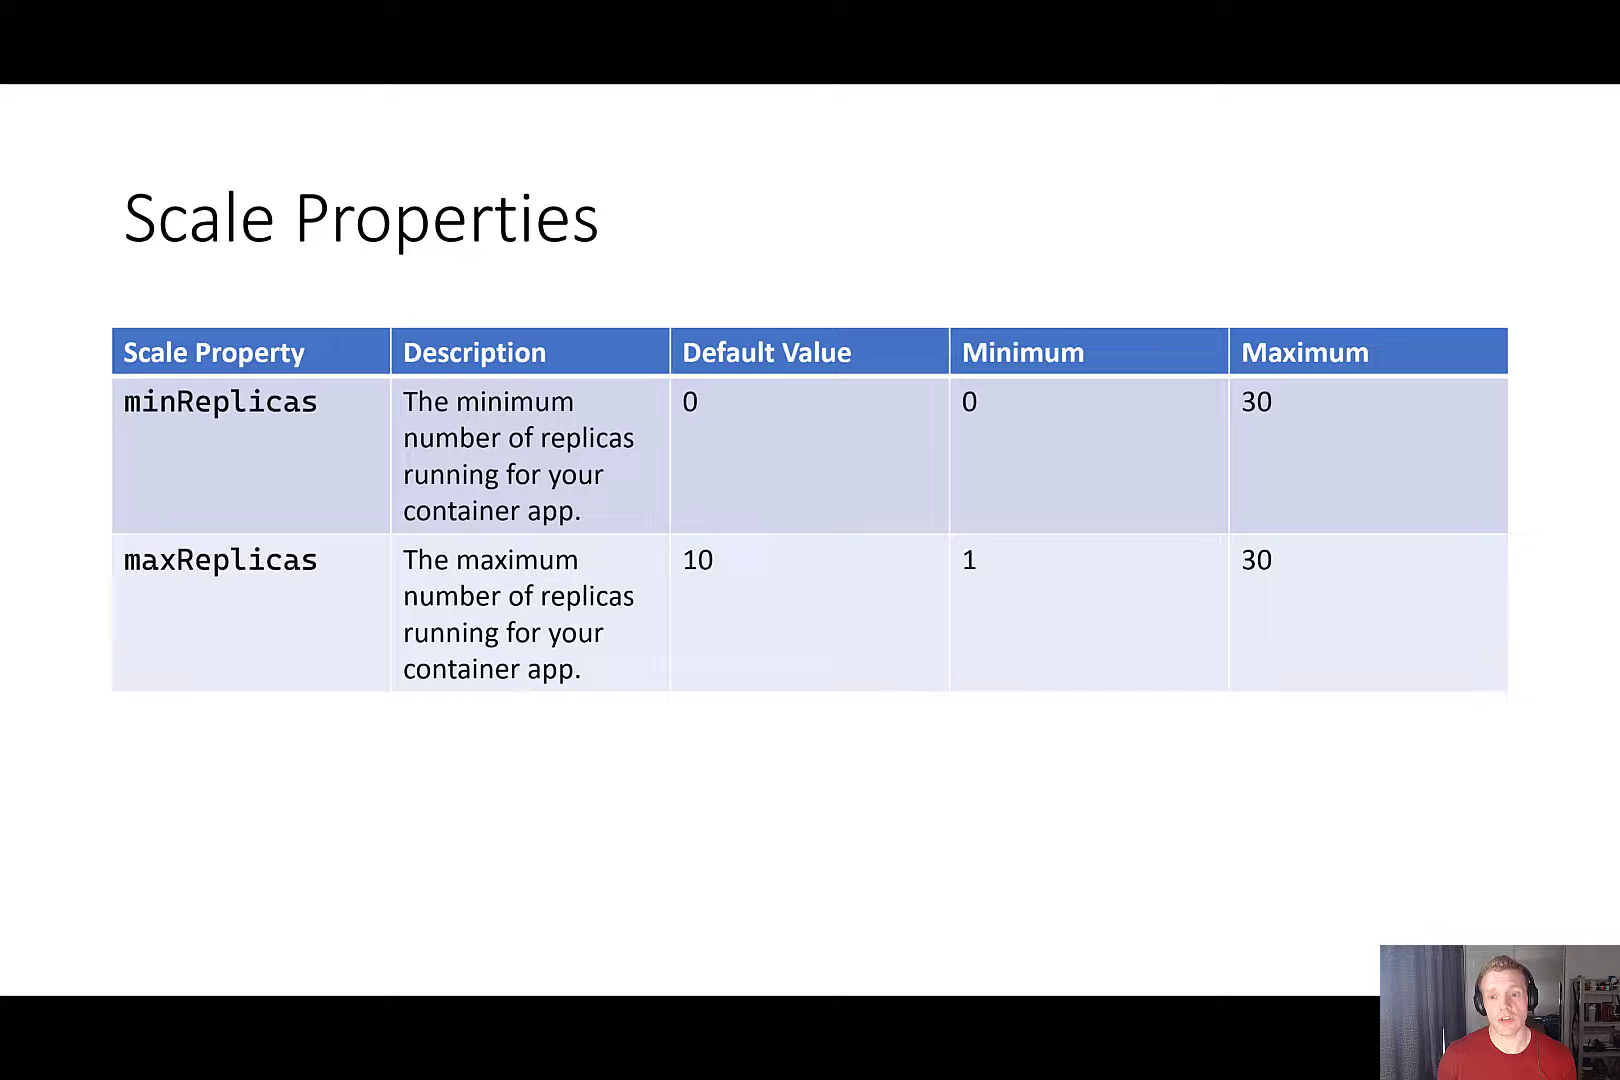 Scale Properties
Scale Property Description Default Value Minimum Maximum
minReplicas The minimum 0 0 30
number of replicas
running for your
container app.
maxReplicas The maximum 10 1 30
number of replicas
running for your
container app.